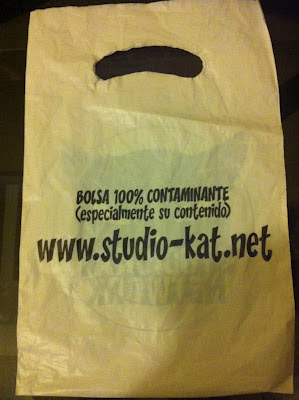 BOLSA 100% CONTAMINANTE
(especialmente su contenido)
www.studio-kat.net